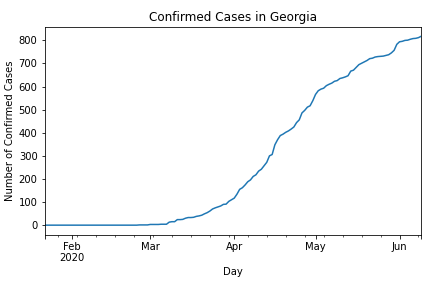 Confirmed Cases in Georgia
Number of Confirmed Cases
800
700
600
500
400
300
200
100
0
Feb
2020
Mar
Apr
May
Jun
Day